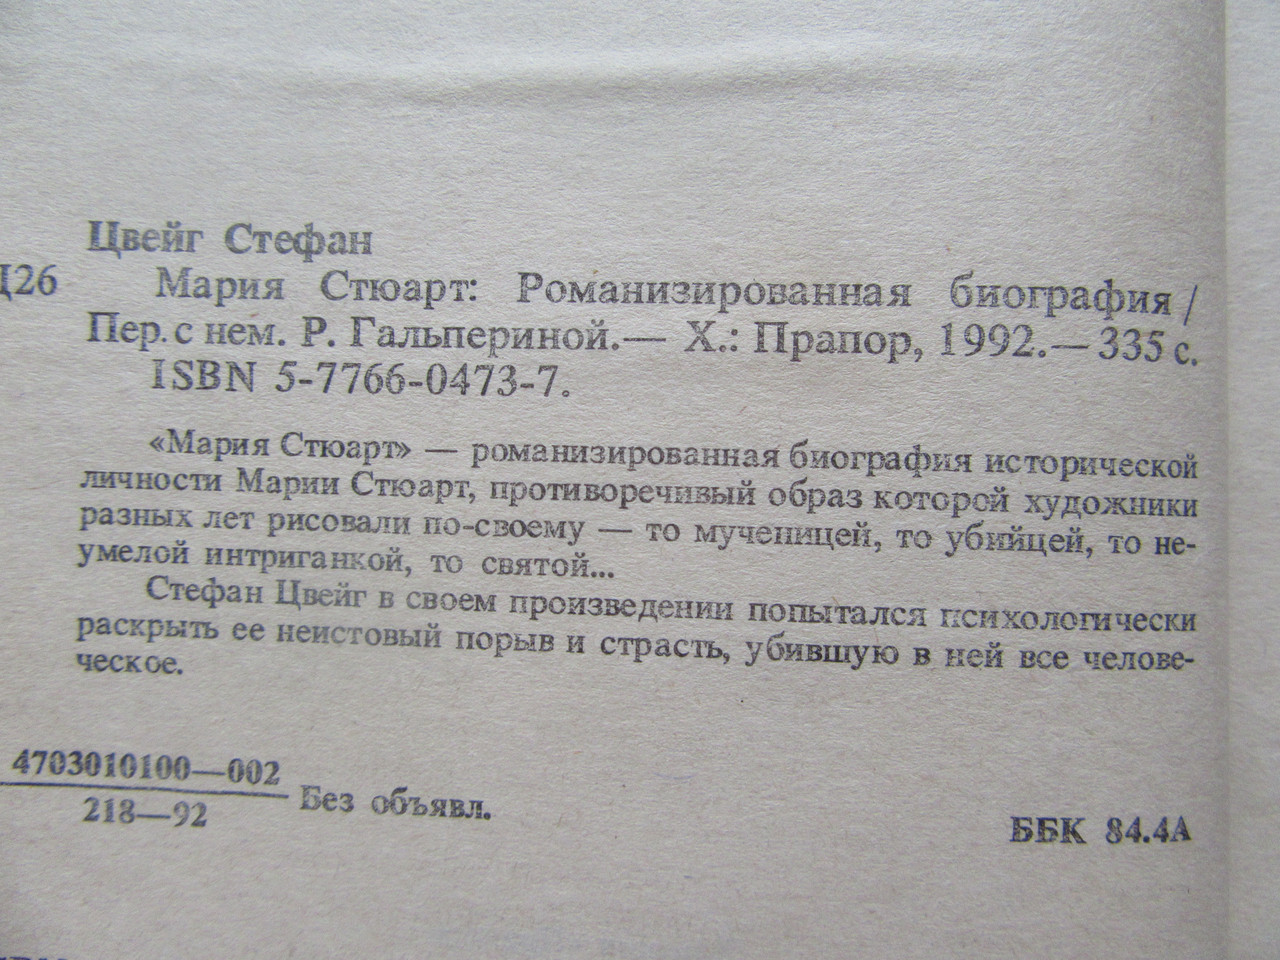 Цвейг Стефан
Ц26 Мария Стюарт: Романизированная биография /
Пер. с нем. Р. Гальпериной.— Х.: Прапор, 1992.— 335 с.
ISBN 5-7766-0473-7.
«Мария Стюарт» — романизированная биография исторической
личности Марии Стюарт, противоречивый образ которой художники
разных лет рисовали по-своему — то мученицей, то убийцей, то не-
умелой интриганкой, то святой...
Стефан Цвейг в своем произведении попытался психологически
раскрыть ее неистовый порыв и страсть, убившую в ней все челове-
ческое.
4703010100—002
218—92
Без объявл.
ББК 84.4А